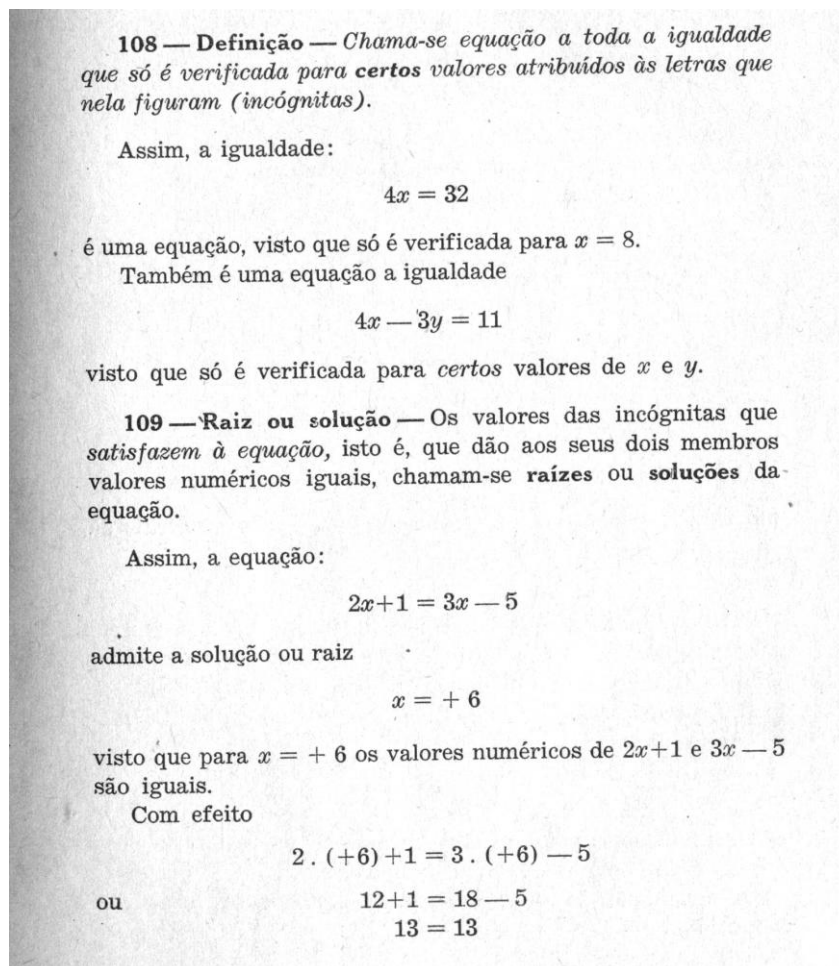 108 — Definição — Chama-se equação a toda a igualdade
que só é verificada para certos valores atribuídos às letras que
nela figuram (incógnitas).
Assim, a igualdade:
4x = 32
é uma equação, visto que só é verificada para x = 8.
Também é uma equação a igualdade
4x — 3y = 11
visto que só é verificada para certos valores de x e y.
109 — Raiz ou solução — Os valores das incógnitas que
satisfazem à equação, isto é, que dão aos seus dois membros
valores numéricos iguais, chamam-se raízes ou soluções da
equação.
Assim, a equação:
2x+1 = 3x — 5
admite a solução ou raiz
x = + 6
visto que para x = + 6 os valores numéricos de 2x+1 e 3x — 5
são iguais.
Com efeito
2 . (+6) +1 = 3 . (+6) — 5
ou 12+1 = 18 — 5
13 = 13